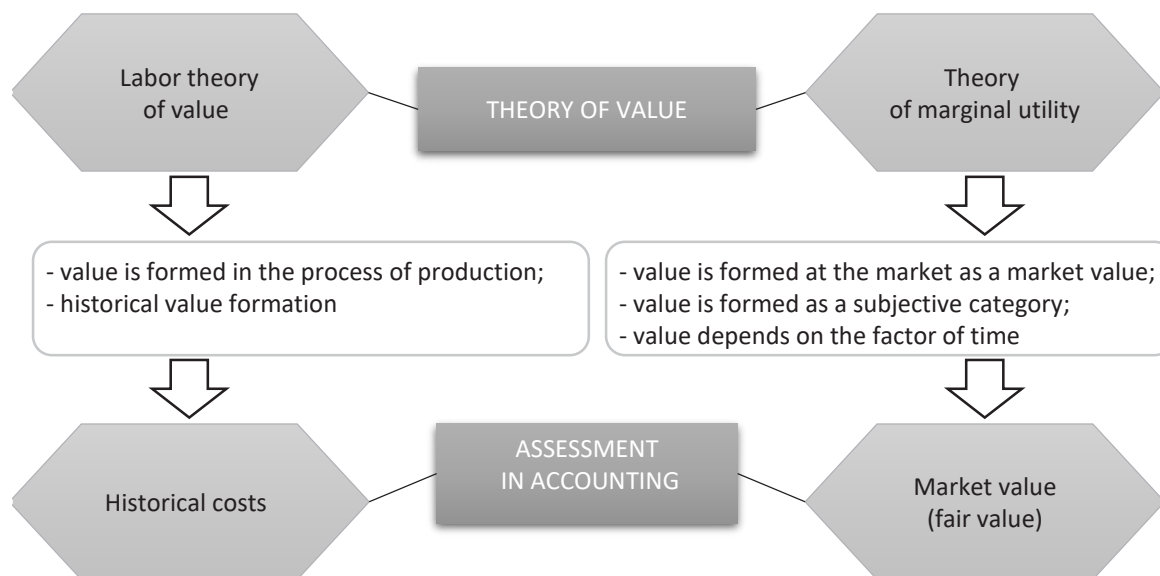 Labor theory
of value
THEORY OF VALUE
Theory
of marginal utility
- value is formed in the process of production;
- historical value formation
- value is formed at the market as a market value;
- value is formed as a subjective category;
- value depends on the factor of time
Historical costs
ASSESSMENT
IN ACCOUNTING
Market value
(fair value)